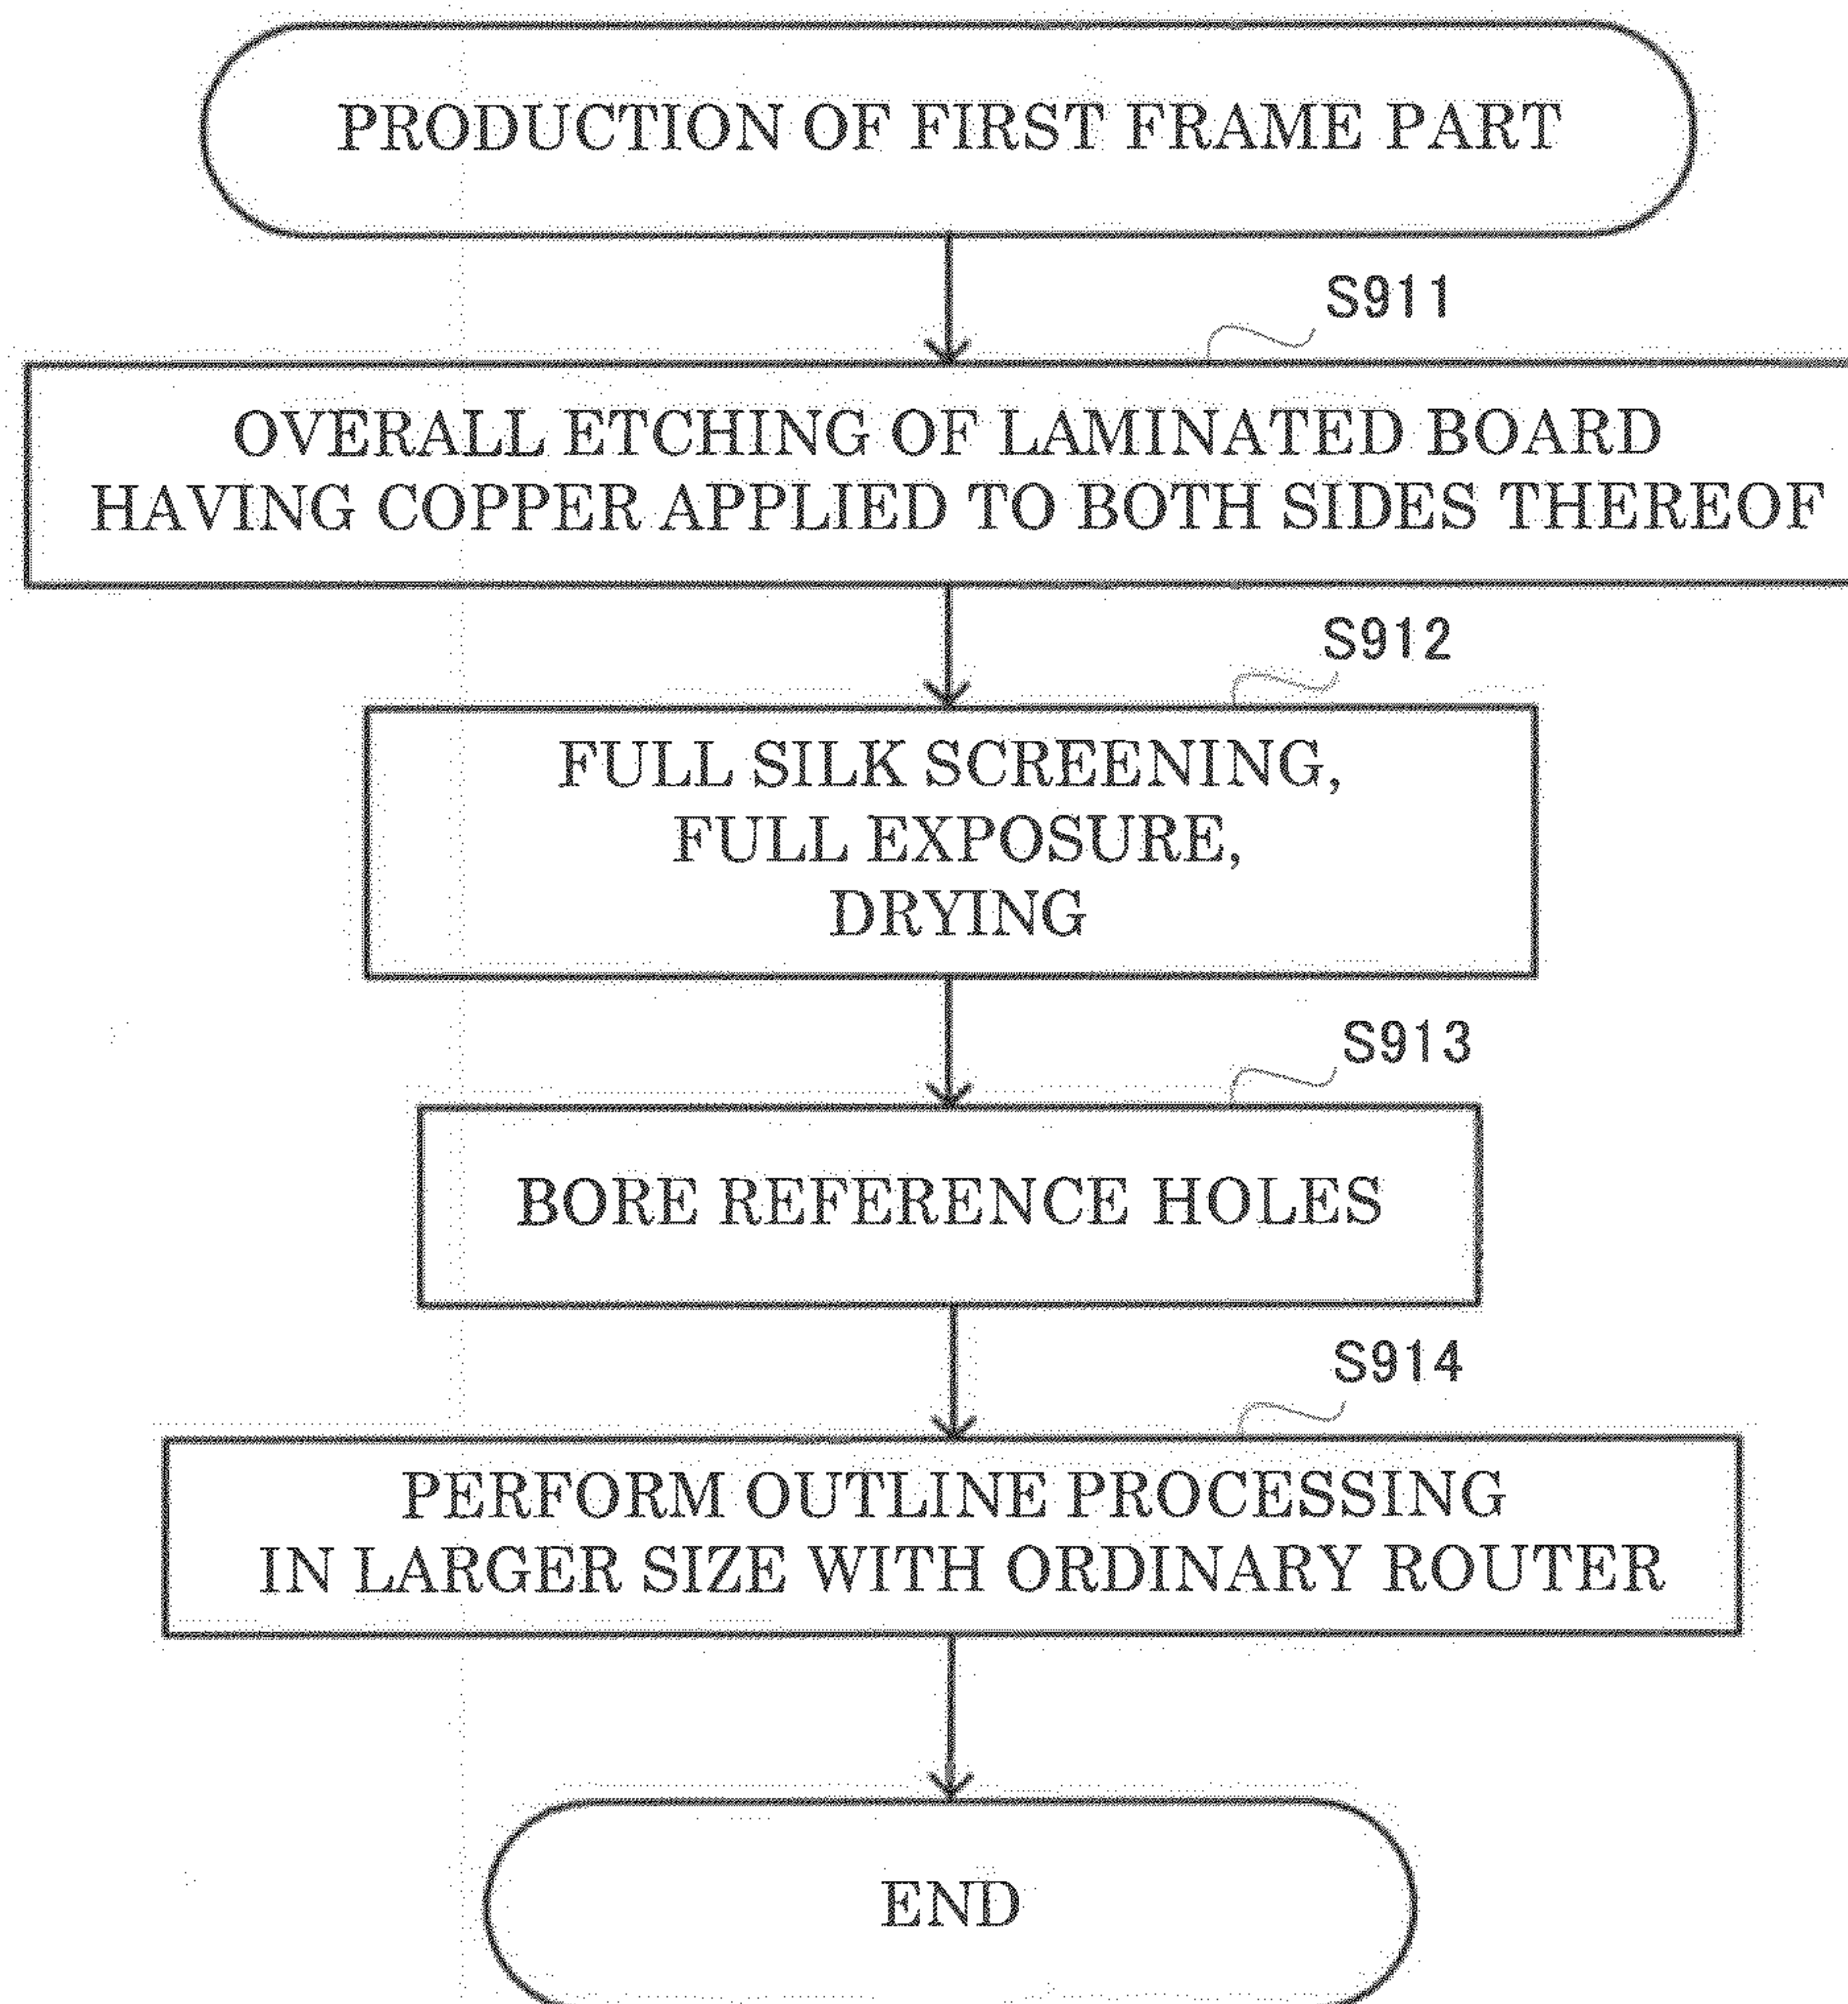 PRODUCTION OF FIRST FRAME PART
S911
OVERALL ETCHING OF LAMINATED BOARD
HAVING COPPER APPLIED TO BOTH SIDES THEREOF
S912
FULL SILK SCREENING,
FULL EXPOSURE,
DRYING
S913
BORE REFERENCE HOLES
S914
PERFORM OUTLINE PROCESSING
IN LARGER SIZE WITH ORDINARY ROUTER
END